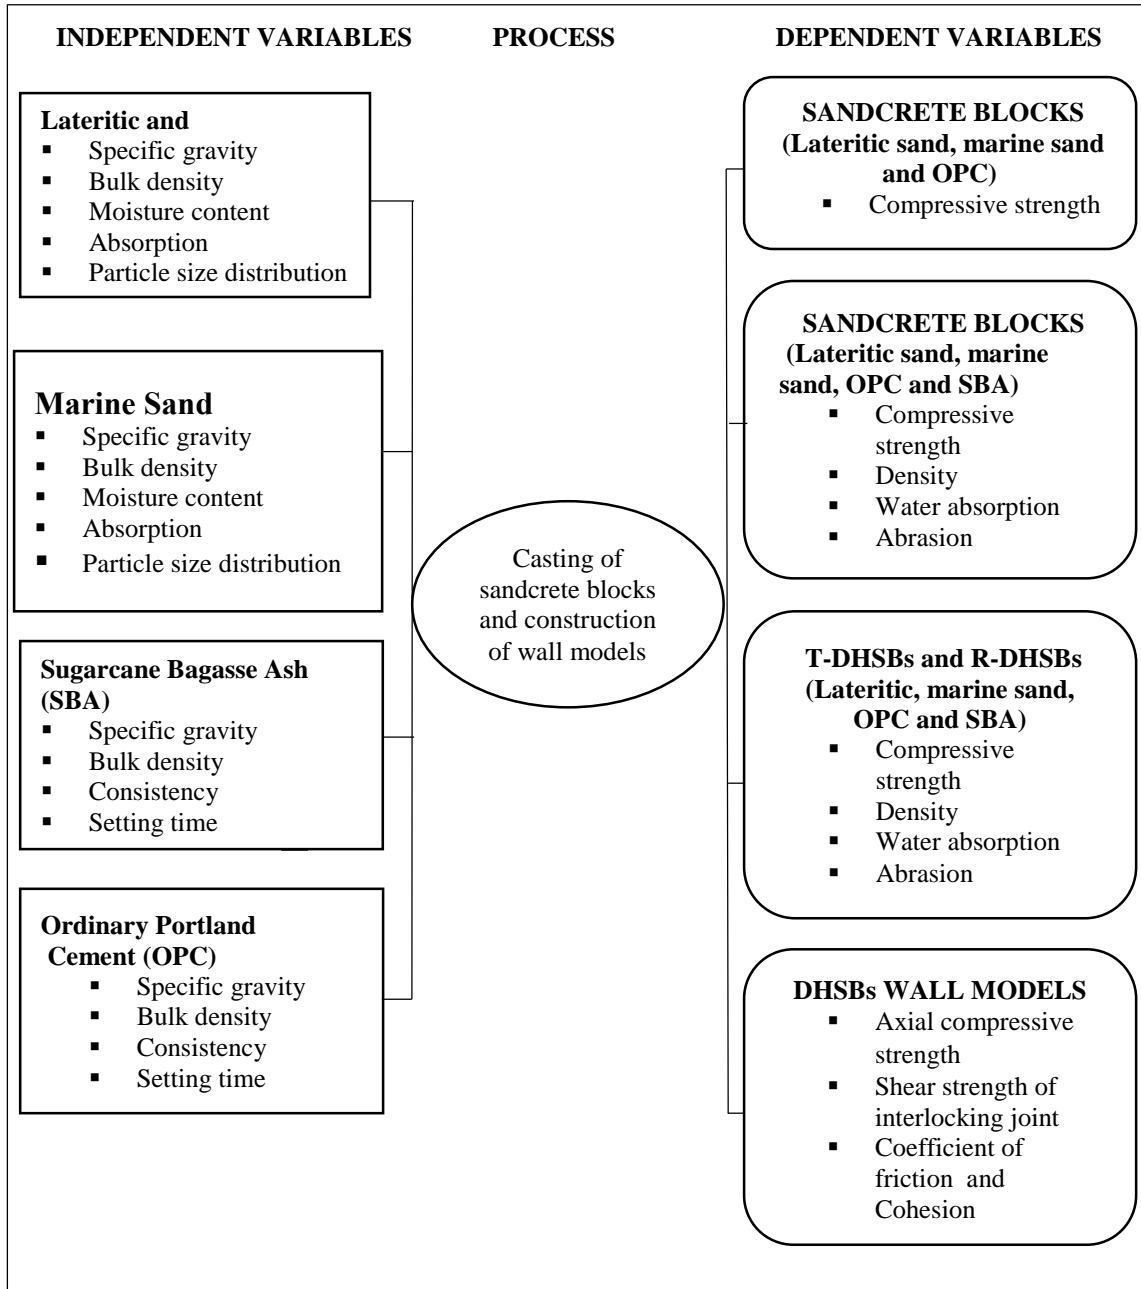 INDEPENDENT VARIABLES PROCESS DEPENDENT VARIABLES
Lateritic and
▪ Specific gravity
▪ Bulk density
▪ Moisture content
▪ Absorption
▪ Particle size distribution
Marine Sand
▪ Specific gravity
▪ Bulk density
▪ Moisture content
▪ Absorption
▪ Particle size distribution
Sugarcane Bagasse Ash
(SBA)
▪ Specific gravity
▪ Bulk density
▪ Consistency
▪ Setting time
Ordinary Portland
Cement (OPC)
▪ Specific gravity
▪ Bulk density
▪ Consistency
▪ Setting time
Casting of
sandcrete blocks
and construction
of wall models
SANDCRETE BLOCKS
(Lateritic sand, marine sand
and OPC)
▪ Compressive strength
SANDCRETE BLOCKS
(Lateritic sand, marine
sand, OPC and SBA)
▪ Compressive
strength
▪ Density
▪ Water absorption
▪ Abrasion
T-DHSBs and R-DHSBs
(Lateritic, marine sand,
OPC and SBA)
▪ Compressive
strength
▪ Density
▪ Water absorption
▪ Abrasion
DHSBs WALL MODELS
▪ Axial compressive
strength
▪ Shear strength of
interlocking joint
▪ Coefficient of
friction and
Cohesion